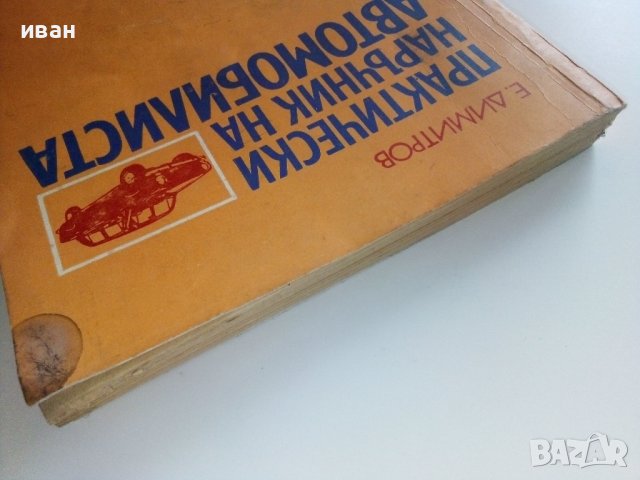 иван
Е. ДИМИТРОВ
ПРАКТИЧЕСКИ
НАРЪЧНИК НА
АВТОМОБИЛИСТА
BAZAR